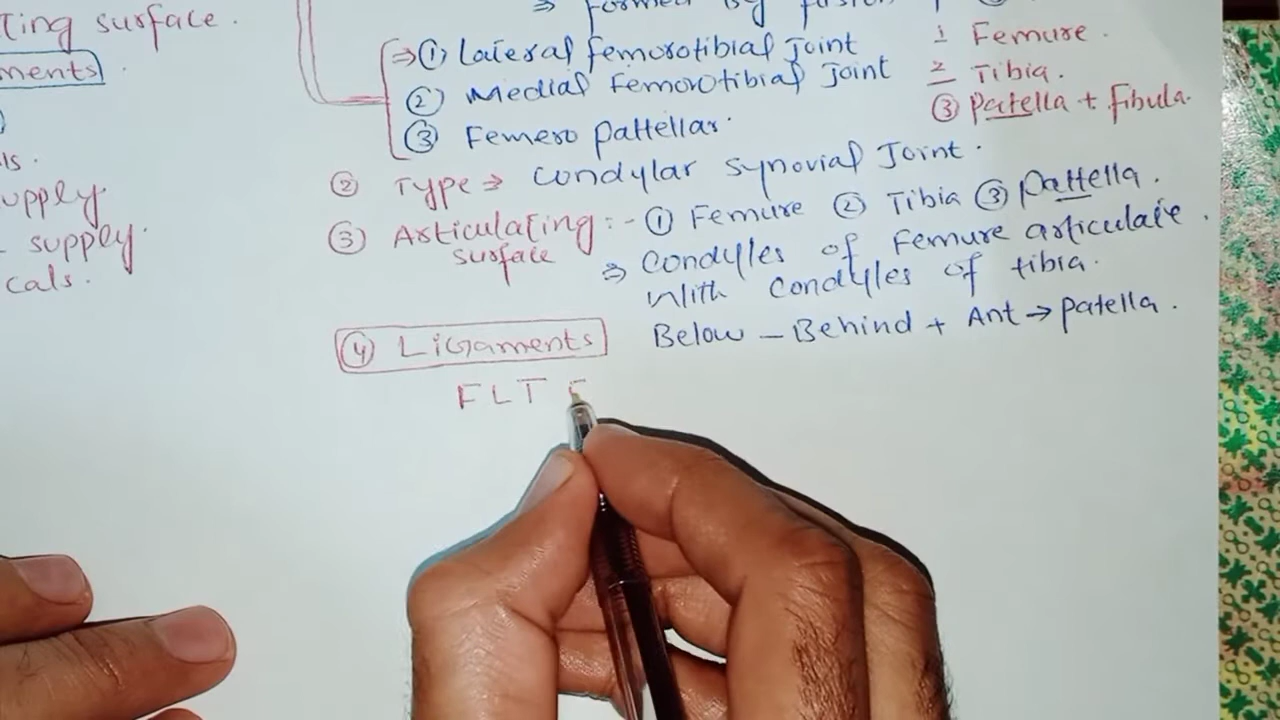 ting surface.
ments
ls.
upply
supply.
cals.
⇒ formed By fusion
⇒ ① Lateral femorotibial Joint
② Medial Femorotibial Joint
③ Femero pattellar.
1 Femure.
2 Tibia.
③ Patella + Fibula.
② Type ⇒ Condylar Synovial Joint.
③ Articulating :- ① Femure ② Tibia ③ Pattella.
surface
⇒ Condylles of Femure articulate.
With Condylles of tibia.
Below - Behind + Ant → patella.
④ Ligaments
FLT